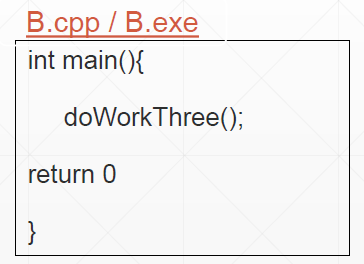 B.cpp / B.exe
int main(){
doWorkThree();
return 0
}